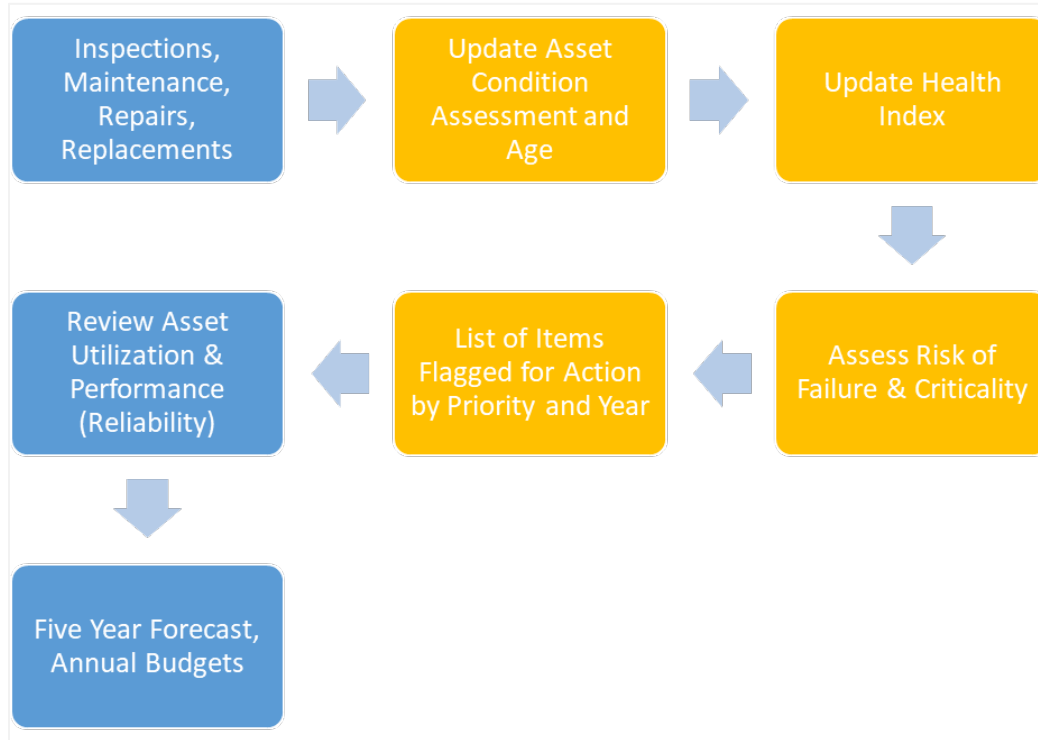 Inspections,
Maintenance,
Repairs,
Replacements
Update Asset
Condition
Assessment and
Age
Update Health
Index
Assess Risk of
Failure & Criticality
List of Items
Flagged for Action
by Priority and Year
Review Asset
Utilization &
Performance
(Reliability)
Five Year Forecast,
Annual Budgets